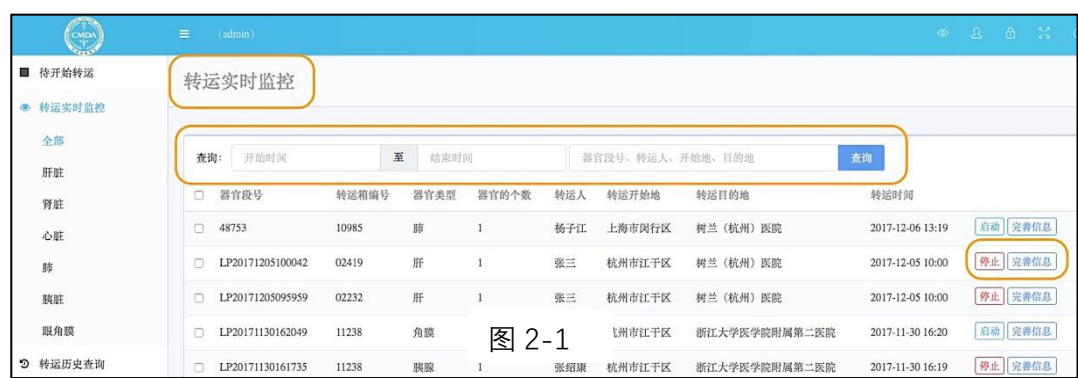 CMDA
(admin)
待开始转运
转运实时监控
转运实时监控
全部
查询: 开始时间 至 结束时间 器官段号、转运人、开始地、目的地 查询
肝脏
器官段号 转运箱编号 器官类型 器官的个数 转运人 转运开始地 转运目的地 转运时间
肾脏
48753 10985 肺 1 杨子江 上海市闵行区 树兰（杭州）医院 2017-12-06 13:19 启动 完善信息
心脏
LP20171205100042 02419 肝 1 张三 杭州市江干区 树兰（杭州）医院 2017-12-05 10:00 停止 完善信息
肺
胰脏
LP20171205095959 02232 肝 1 张三 杭州市江干区 树兰（杭州）医院 2017-12-05 10:00 停止 完善信息
眼角膜
LP20171130162049 11238 角膜 州市江干区 浙江大学医学院附属第二医院 2017-11-30 16:20 启动 完善信息
图 2-1
转运历史查询
LP20171130161735 11238 胰腺 1 张绍康 杭州市江干区 浙江大学医学院附属第二医院 2017-11-30 16:19 停止 完善信息